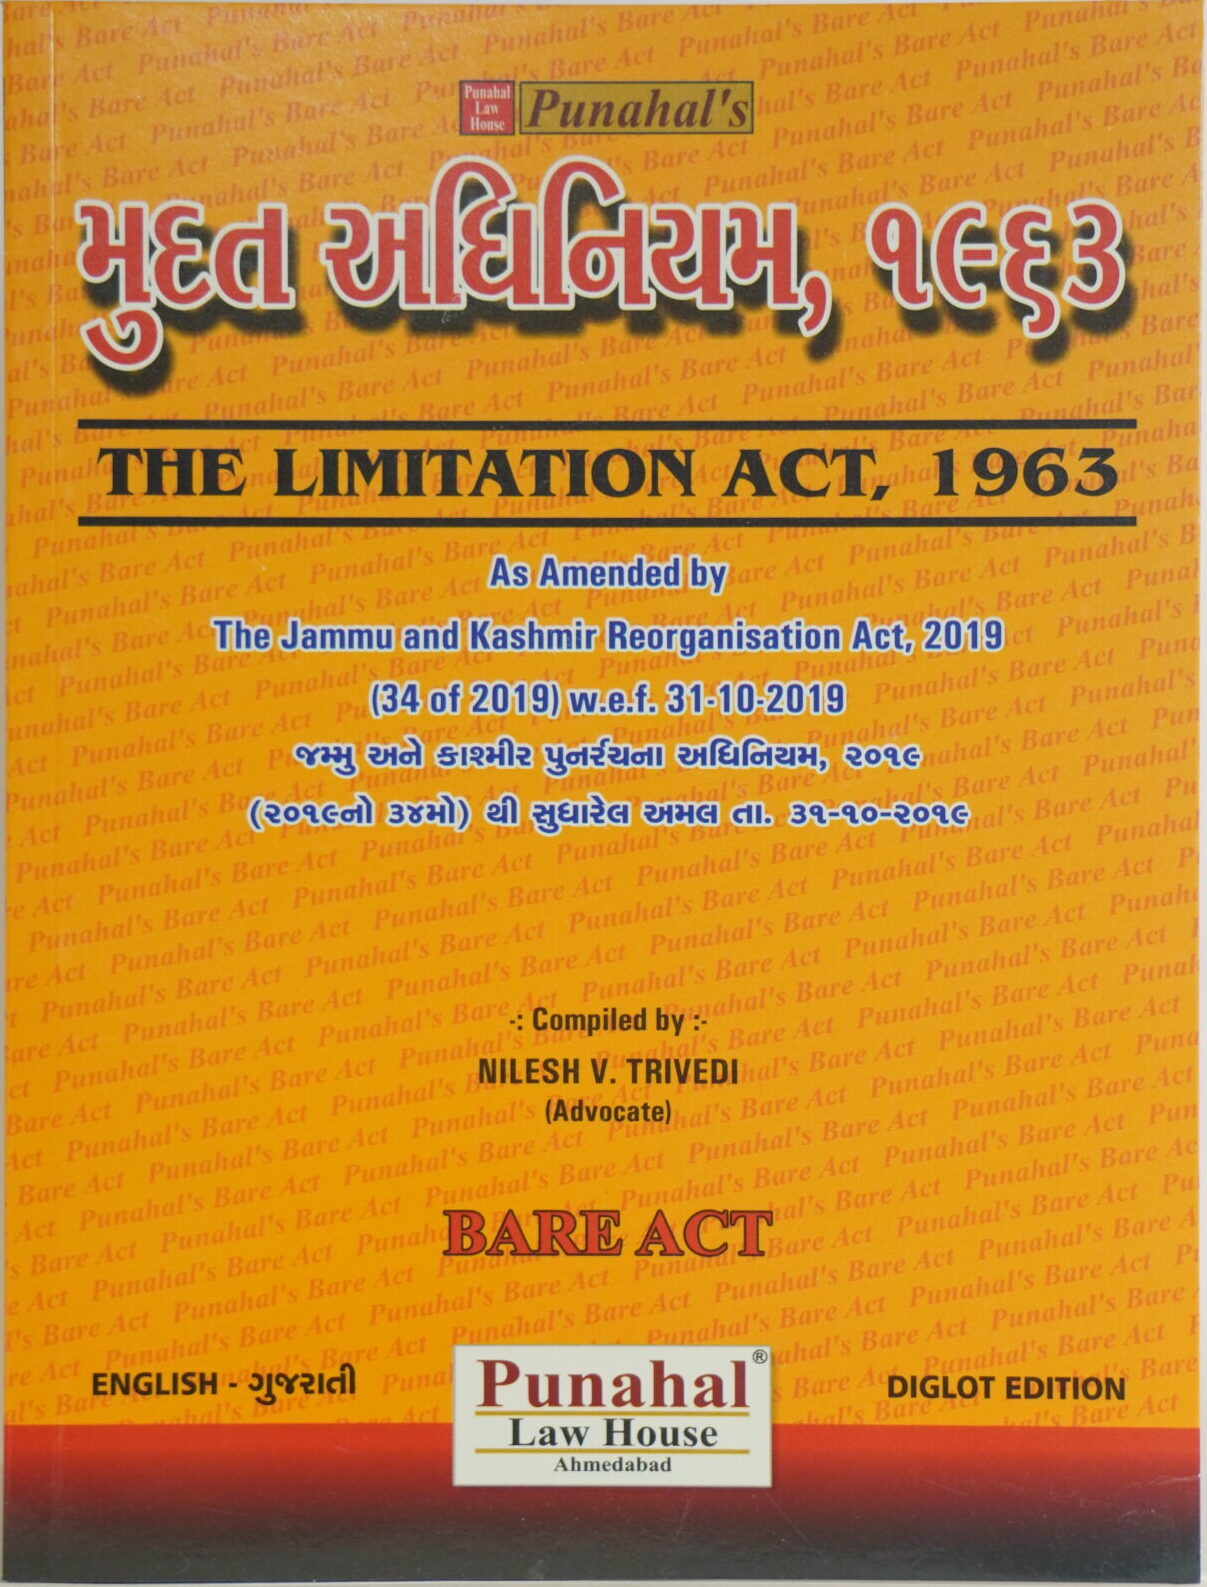 Punahal
Law
House
Punahal's
મુદત અધિનિયમ, ૧૯૬૩
THE LIMITATION ACT, 1963
As Amended by
The Jammu and Kashmir Reorganisation Act, 2019
(34 of 2019) w.e.f. 31-10-2019
જમ્મુ અને કાશ્મીર પુનર્રચના અધિનિયમ, ૨૦૧૯
(૨૦૧૯નો ૩૪મો) થી સુધારેલ અમલ તા. ૩૧-૧૦-૨૦૧૯
-: Compiled by :-
NILESH V. TRIVEDI
(Advocate)
BARE ACT
ENGLISH - ગુજરાતી
Punahal®
Law House
Ahmedabad
DIGLOT EDITION